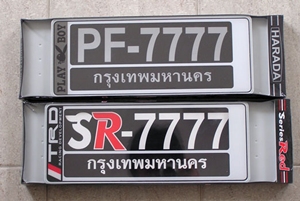 PLAY BOY
PF-7777
กรุงเทพมหานคร
HARADA
TRD
SR-7777
กรุงเทพมหานคร
Series Red